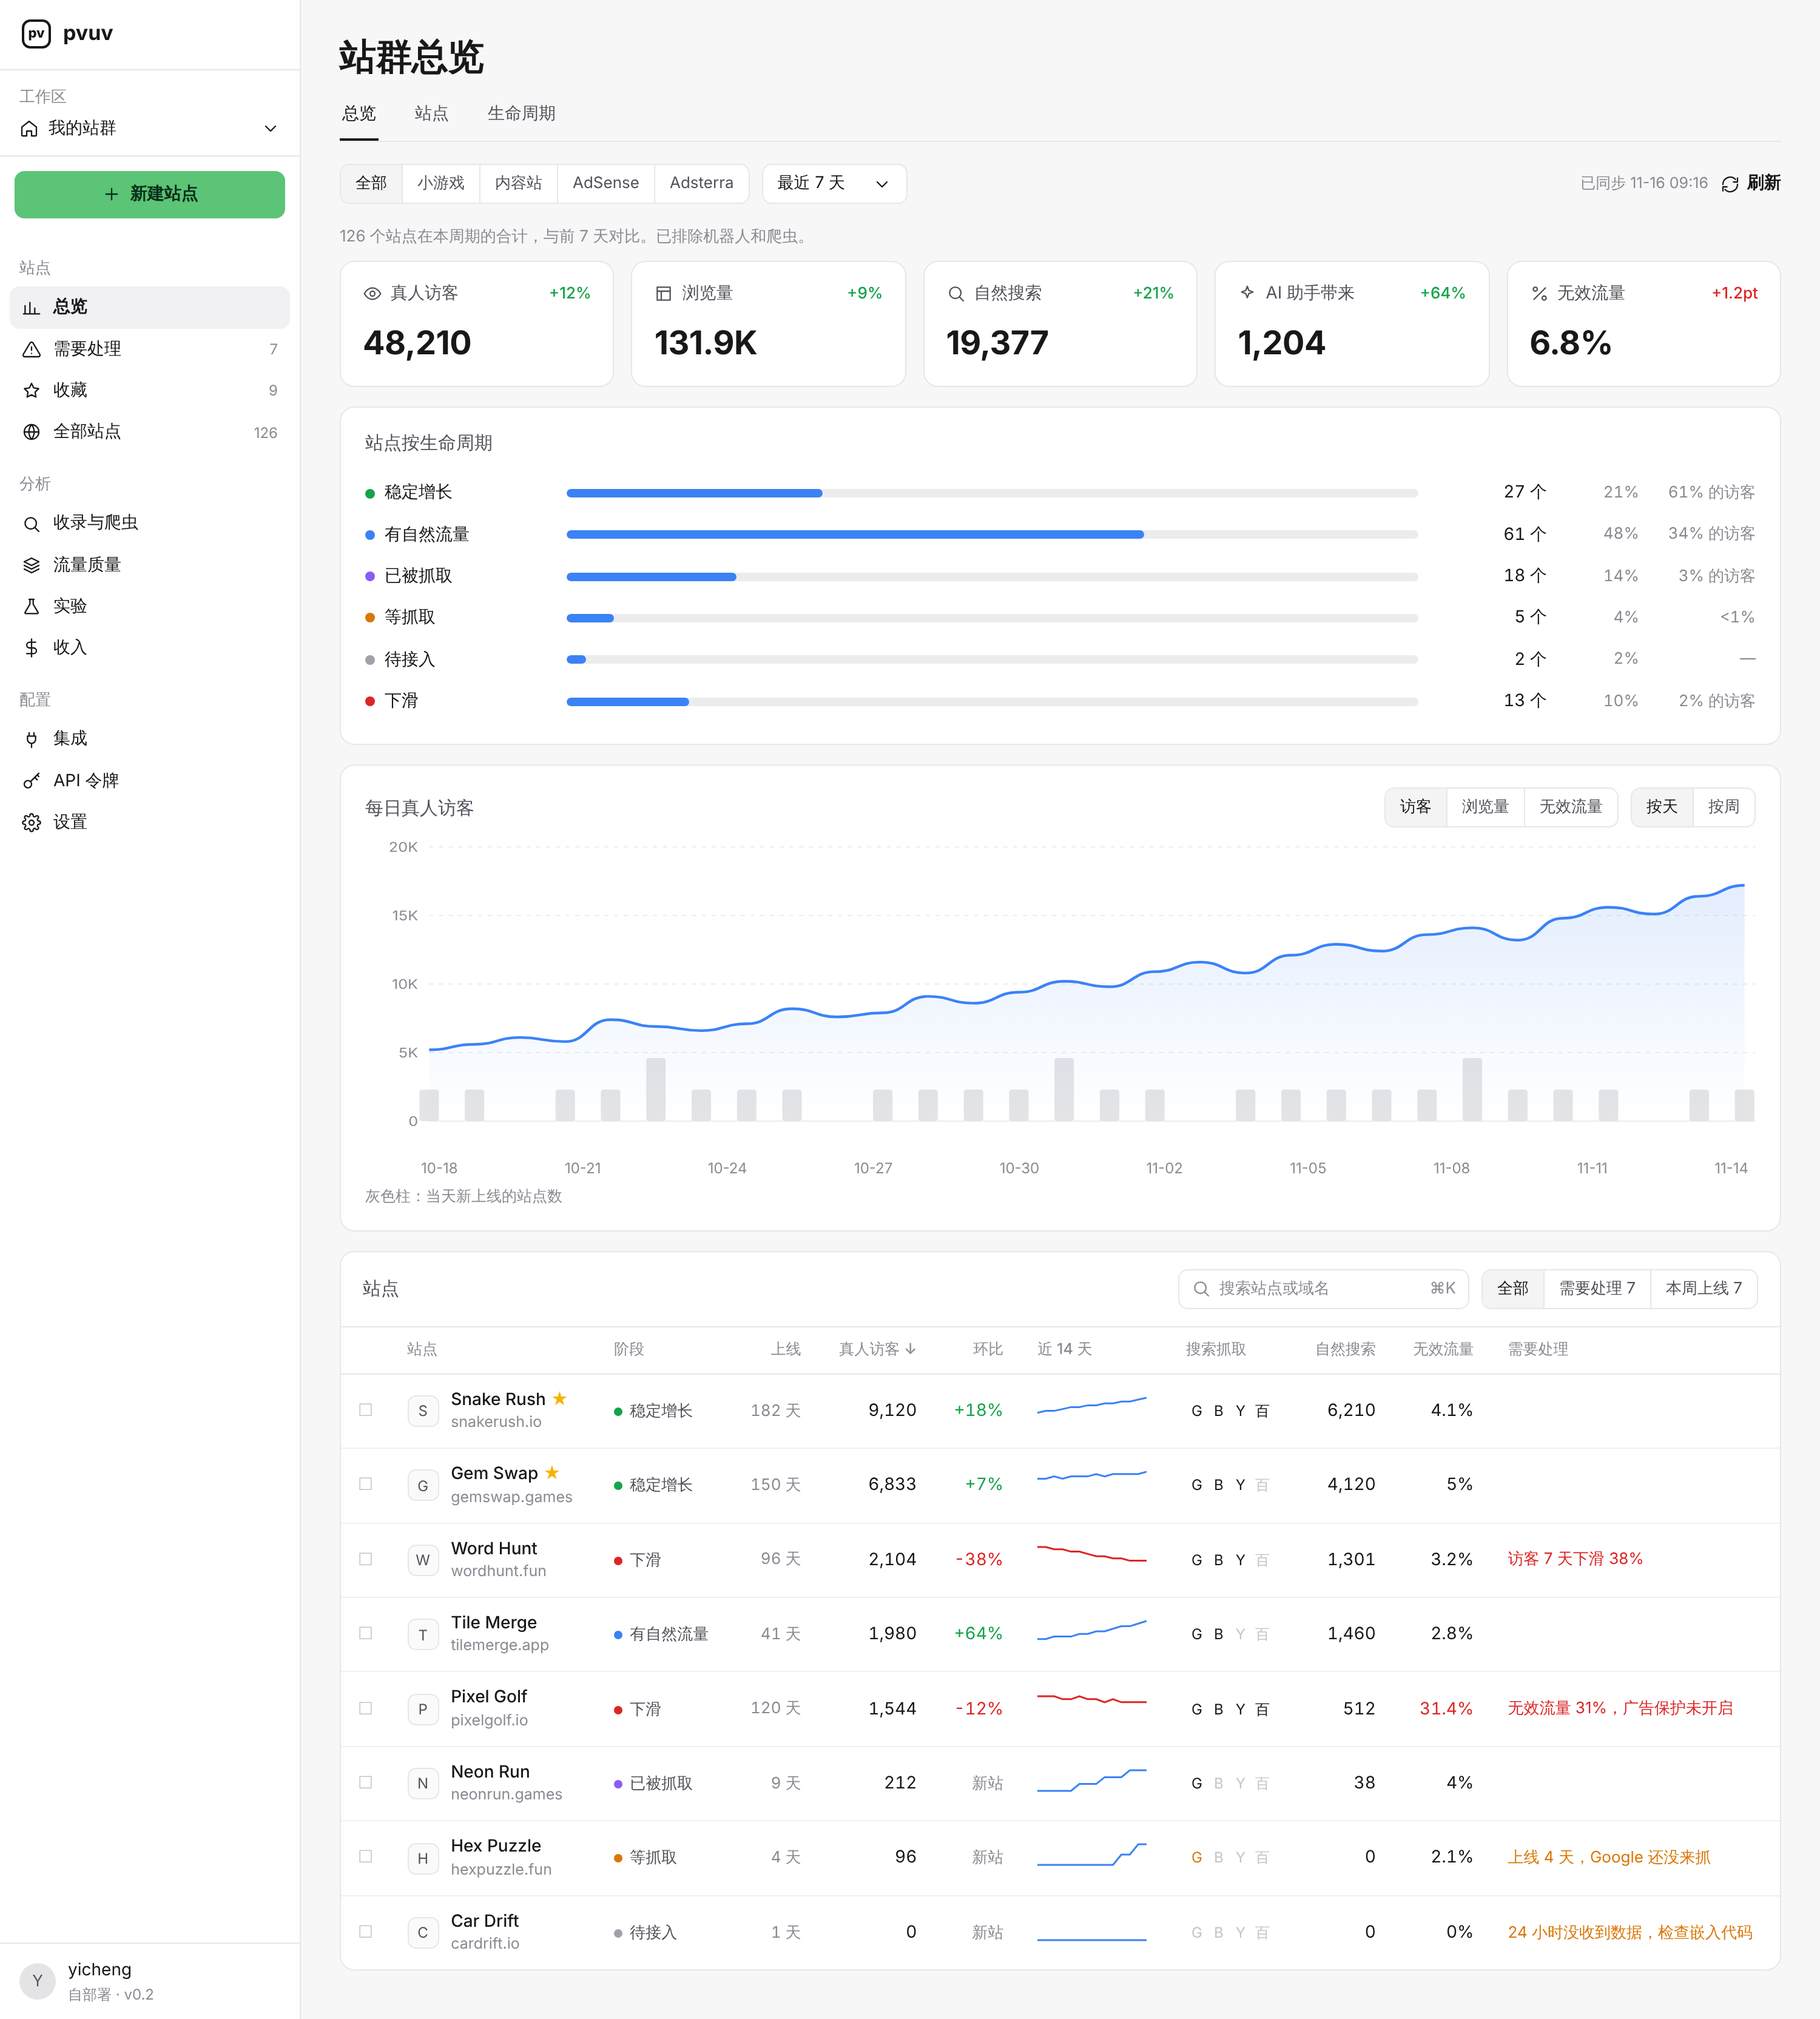 pv pvuv
工作区
我的站群
新建站点
站点
总览
需要处理 7
收藏 9
全部站点 126
分析
收录与爬虫
流量质量
实验
收入
配置
集成
API 令牌
设置
Y yicheng
自部署 · v0.2
站群总览
总览 站点 生命周期
全部 小游戏 内容站 AdSense Adsterra 最近 7 天 已同步 11-16 09:16 刷新
126 个站点在本周期的合计，与前 7 天对比。已排除机器人和爬虫。
真人访客 +12%
48,210
浏览量 +9%
131.9K
自然搜索 +21%
19,377
AI 助手带来 +64%
1,204
无效流量 +1.2pt
6.8%
站点按生命周期
稳定增长 27 个 21% 61% 的访客
有自然流量 61 个 48% 34% 的访客
已被抓取 18 个 14% 3% 的访客
等抓取 5 个 4% <1%
待接入 2 个 2% —
下滑 13 个 10% 2% 的访客
每日真人访客 访客 浏览量 无效流量 按天 按周
20K
15K
10K
5K
0
10-18 10-21 10-24 10-27 10-30 11-02 11-05 11-08 11-11 11-14
灰色柱：当天新上线的站点数
站点 搜索站点或域名 ⌘K 全部 需要处理 7 本周上线 7
站点 阶段 上线 真人访客 ↓ 环比 近 14 天 搜索抓取 自然搜索 无效流量 需要处理
S Snake Rush ★
snakerush.io
稳定增长 182 天 9,120 +18% G B Y 百 6,210 4.1%
G Gem Swap ★
gemswap.games
稳定增长 150 天 6,833 +7% G B Y 百 4,120 5%
W Word Hunt
wordhunt.fun
下滑 96 天 2,104 -38% G B Y 百 1,301 3.2% 访客 7 天下滑 38%
T Tile Merge
tilemerge.app
有自然流量 41 天 1,980 +64% G B Y 百 1,460 2.8%
P Pixel Golf
pixelgolf.io
下滑 120 天 1,544 -12% G B Y 百 512 31.4% 无效流量 31%，广告保护未开启
N Neon Run
neonrun.games
已被抓取 9 天 212 新站 G B Y 百 38 4%
H Hex Puzzle
hexpuzzle.fun
等抓取 4 天 96 新站 G B Y 百 0 2.1% 上线 4 天，Google 还没来抓
C Car Drift
cardrift.io
待接入 1 天 0 新站 G B Y 百 0 0% 24 小时没收到数据，检查嵌入代码